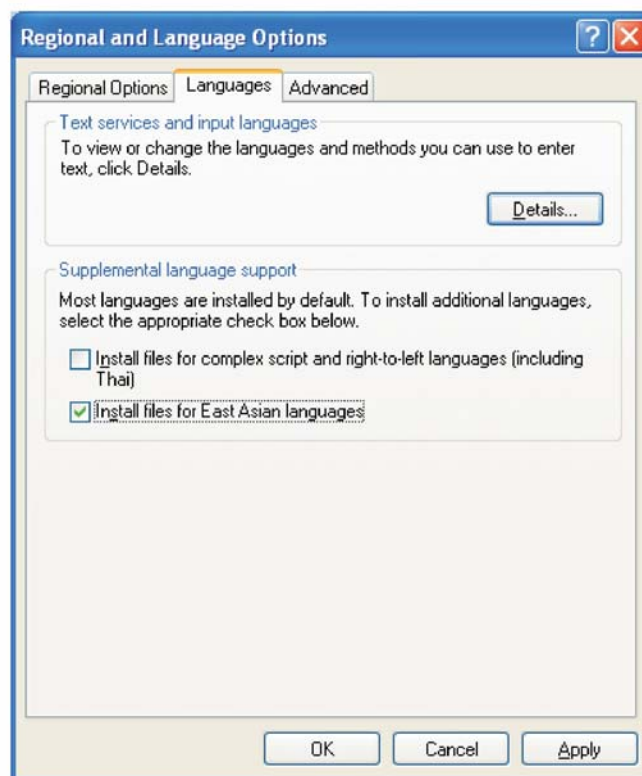 Regional and Language Options
Regional Options Languages Advanced
Text services and input languages
To view or change the languages and methods you can use to enter
text, click Details.
Details...
Supplemental language support
Most languages are installed by default. To install additional languages,
select the appropriate check box below.
Install files for complex script and right-to-left languages (including
Thai)
Install files for East Asian languages
OK Cancel Apply